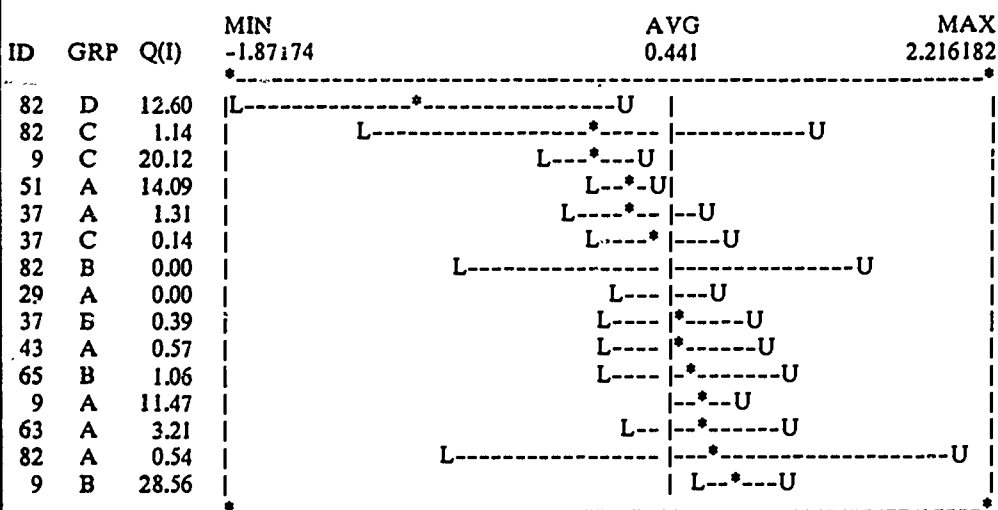 MIN AVG MAX
ID GRP Q(I) -1.87174 0.441 2.216182
*---------------------------------------------------------------*
82 D 12.60 |L--------------*----------------U | |
82 C 1.14 | L-------------------*----- |-----------U |
9 C 20.12 | L---*---U | |
51 A 14.09 | L--*-U| |
37 A 1.31 | L----*-- |--U |
37 C 0.14 | L----* |----U |
82 B 0.00 | L---------------- |---------------U |
29 A 0.00 | L--- |---U |
37 B 0.39 | L---- |*------U |
43 A 0.57 | L---- |*-------U |
65 B 1.06 | L---- |-*-------U |
9 A 11.47 | |--*--U |
63 A 3.21 | L-- |--*------U |
82 A 0.54 | L----------------- |---*-------------------U |
9 B 28.56 | | L--*---U |
*---------------------------------------------------------------*